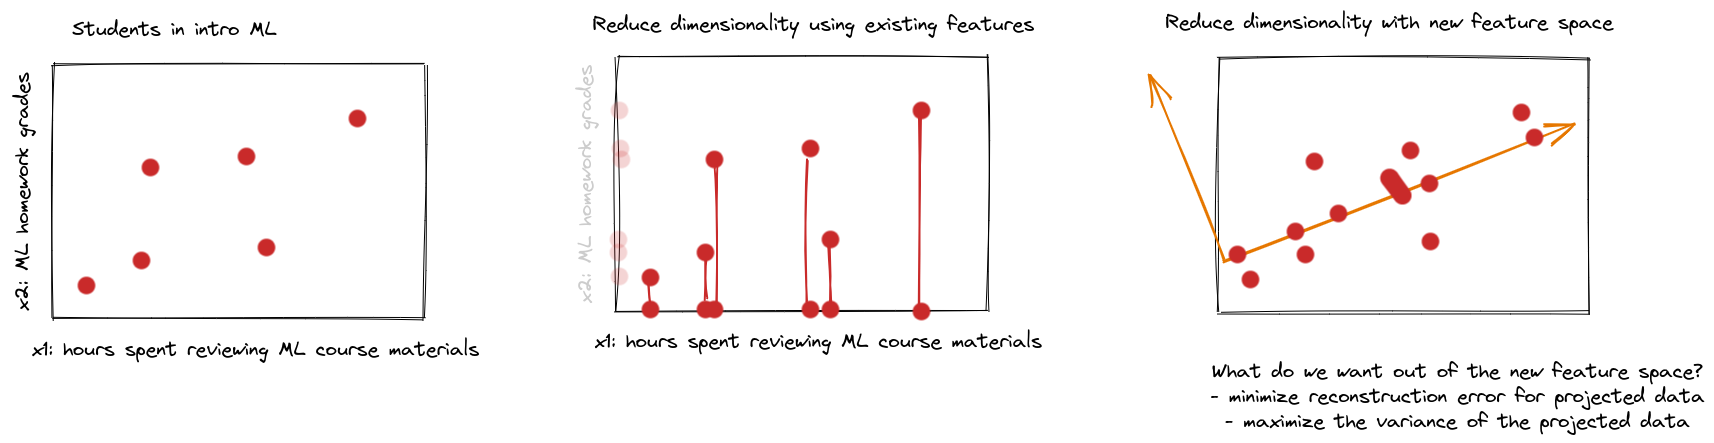 Students in intro ML
x2: ML homework grades
x1: hours spent reviewing ML course materials
Reduce dimensionality using existing features
x2: ML homework grades
x1: hours spent reviewing ML course materials
Reduce dimensionality with new feature space
What do we want out of the new feature space?
- minimize reconstruction error for projected data
- maximize the variance of the projected data